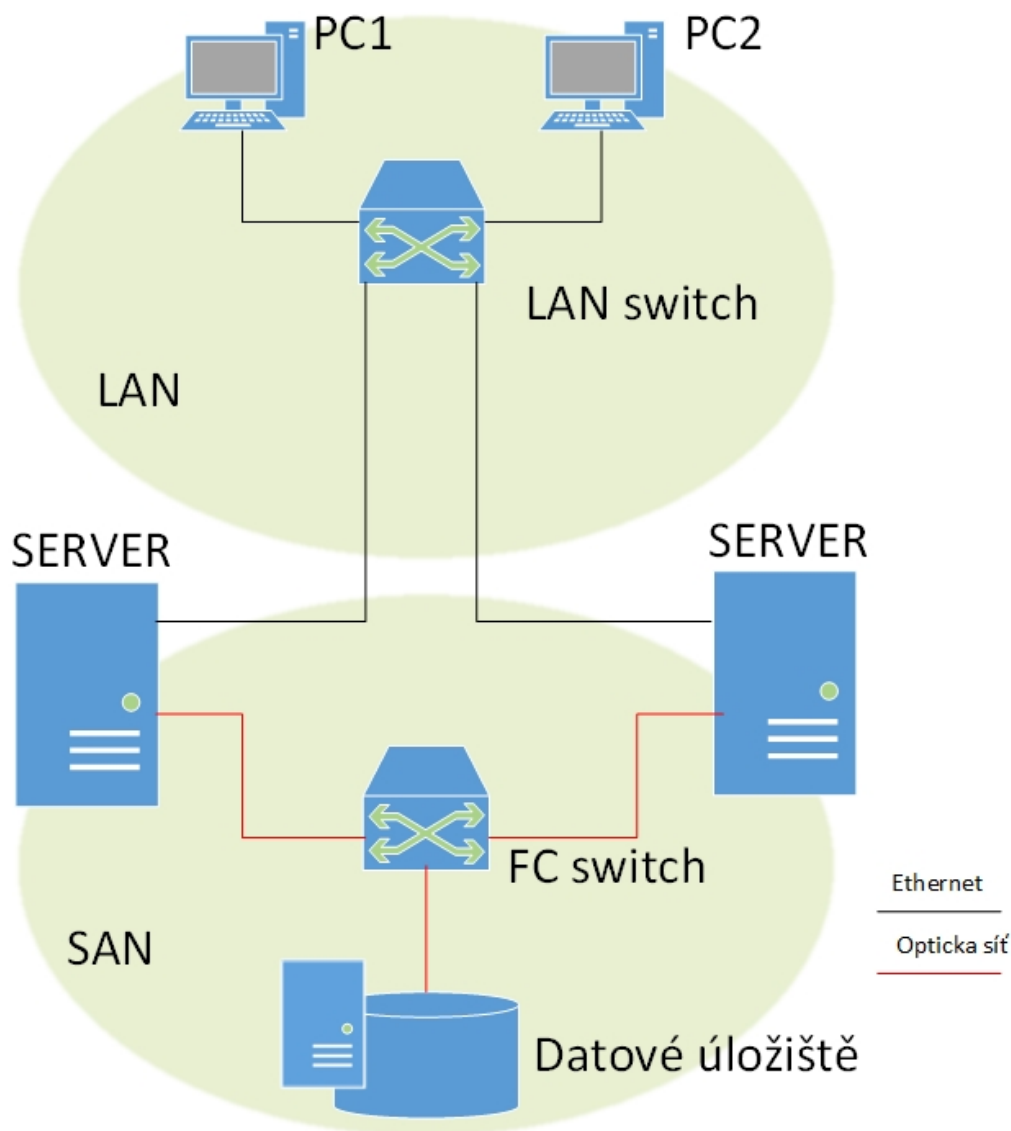 PC1
PC2
LAN switch
LAN
SERVER
SERVER
FC switch
Ethernet
Opticka síť
SAN
Datové úložiště